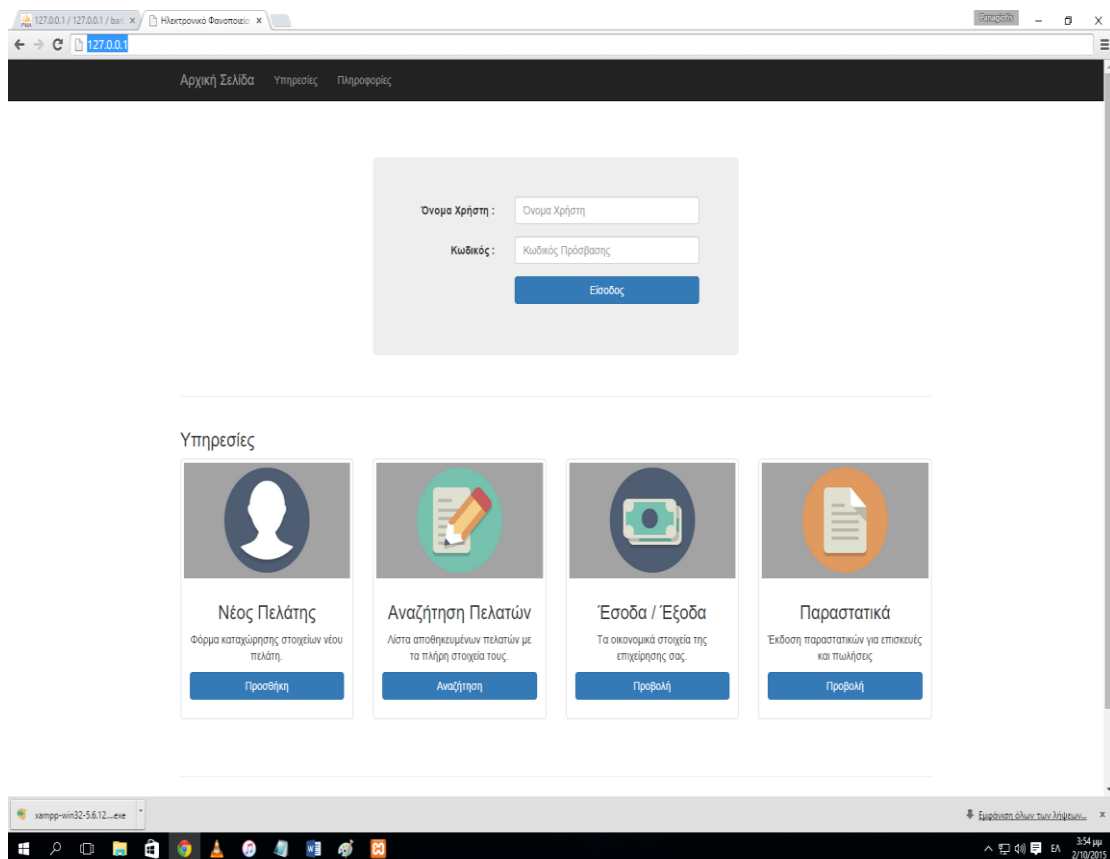 127.0.0.1 / 127.0.0.1 / bart
Ηλεκτρονικό Φανοποιείο
Panagiotis
127.0.0.1
Αρχική Σελίδα Υπηρεσίες Πληροφορίες
Όνομα Χρήστη : Όνομα Χρήστη
Κωδικός : Κωδικός Πρόσβασης
Είσοδος
Υπηρεσίες
Νέος Πελάτης
Φόρμα καταχώρησης στοιχείων νέου
πελάτη.
Προσθήκη
Αναζήτηση Πελατών
Λίστα αποθηκευμένων πελατών με
τα πλήρη στοιχεία τους.
Αναζήτηση
Έσοδα / Έξοδα
Τα οικονομικά στοιχεία της
επιχείρησης σας.
Προβολή
Παραστατικά
Έκδοση παραστατικών για επισκευές
και πωλήσεις
Προβολή
xampp-win32-5.6.12....exe
Εμφάνιση όλων των λήψεων...
ΕΛ
3:54 μμ
2/10/2015